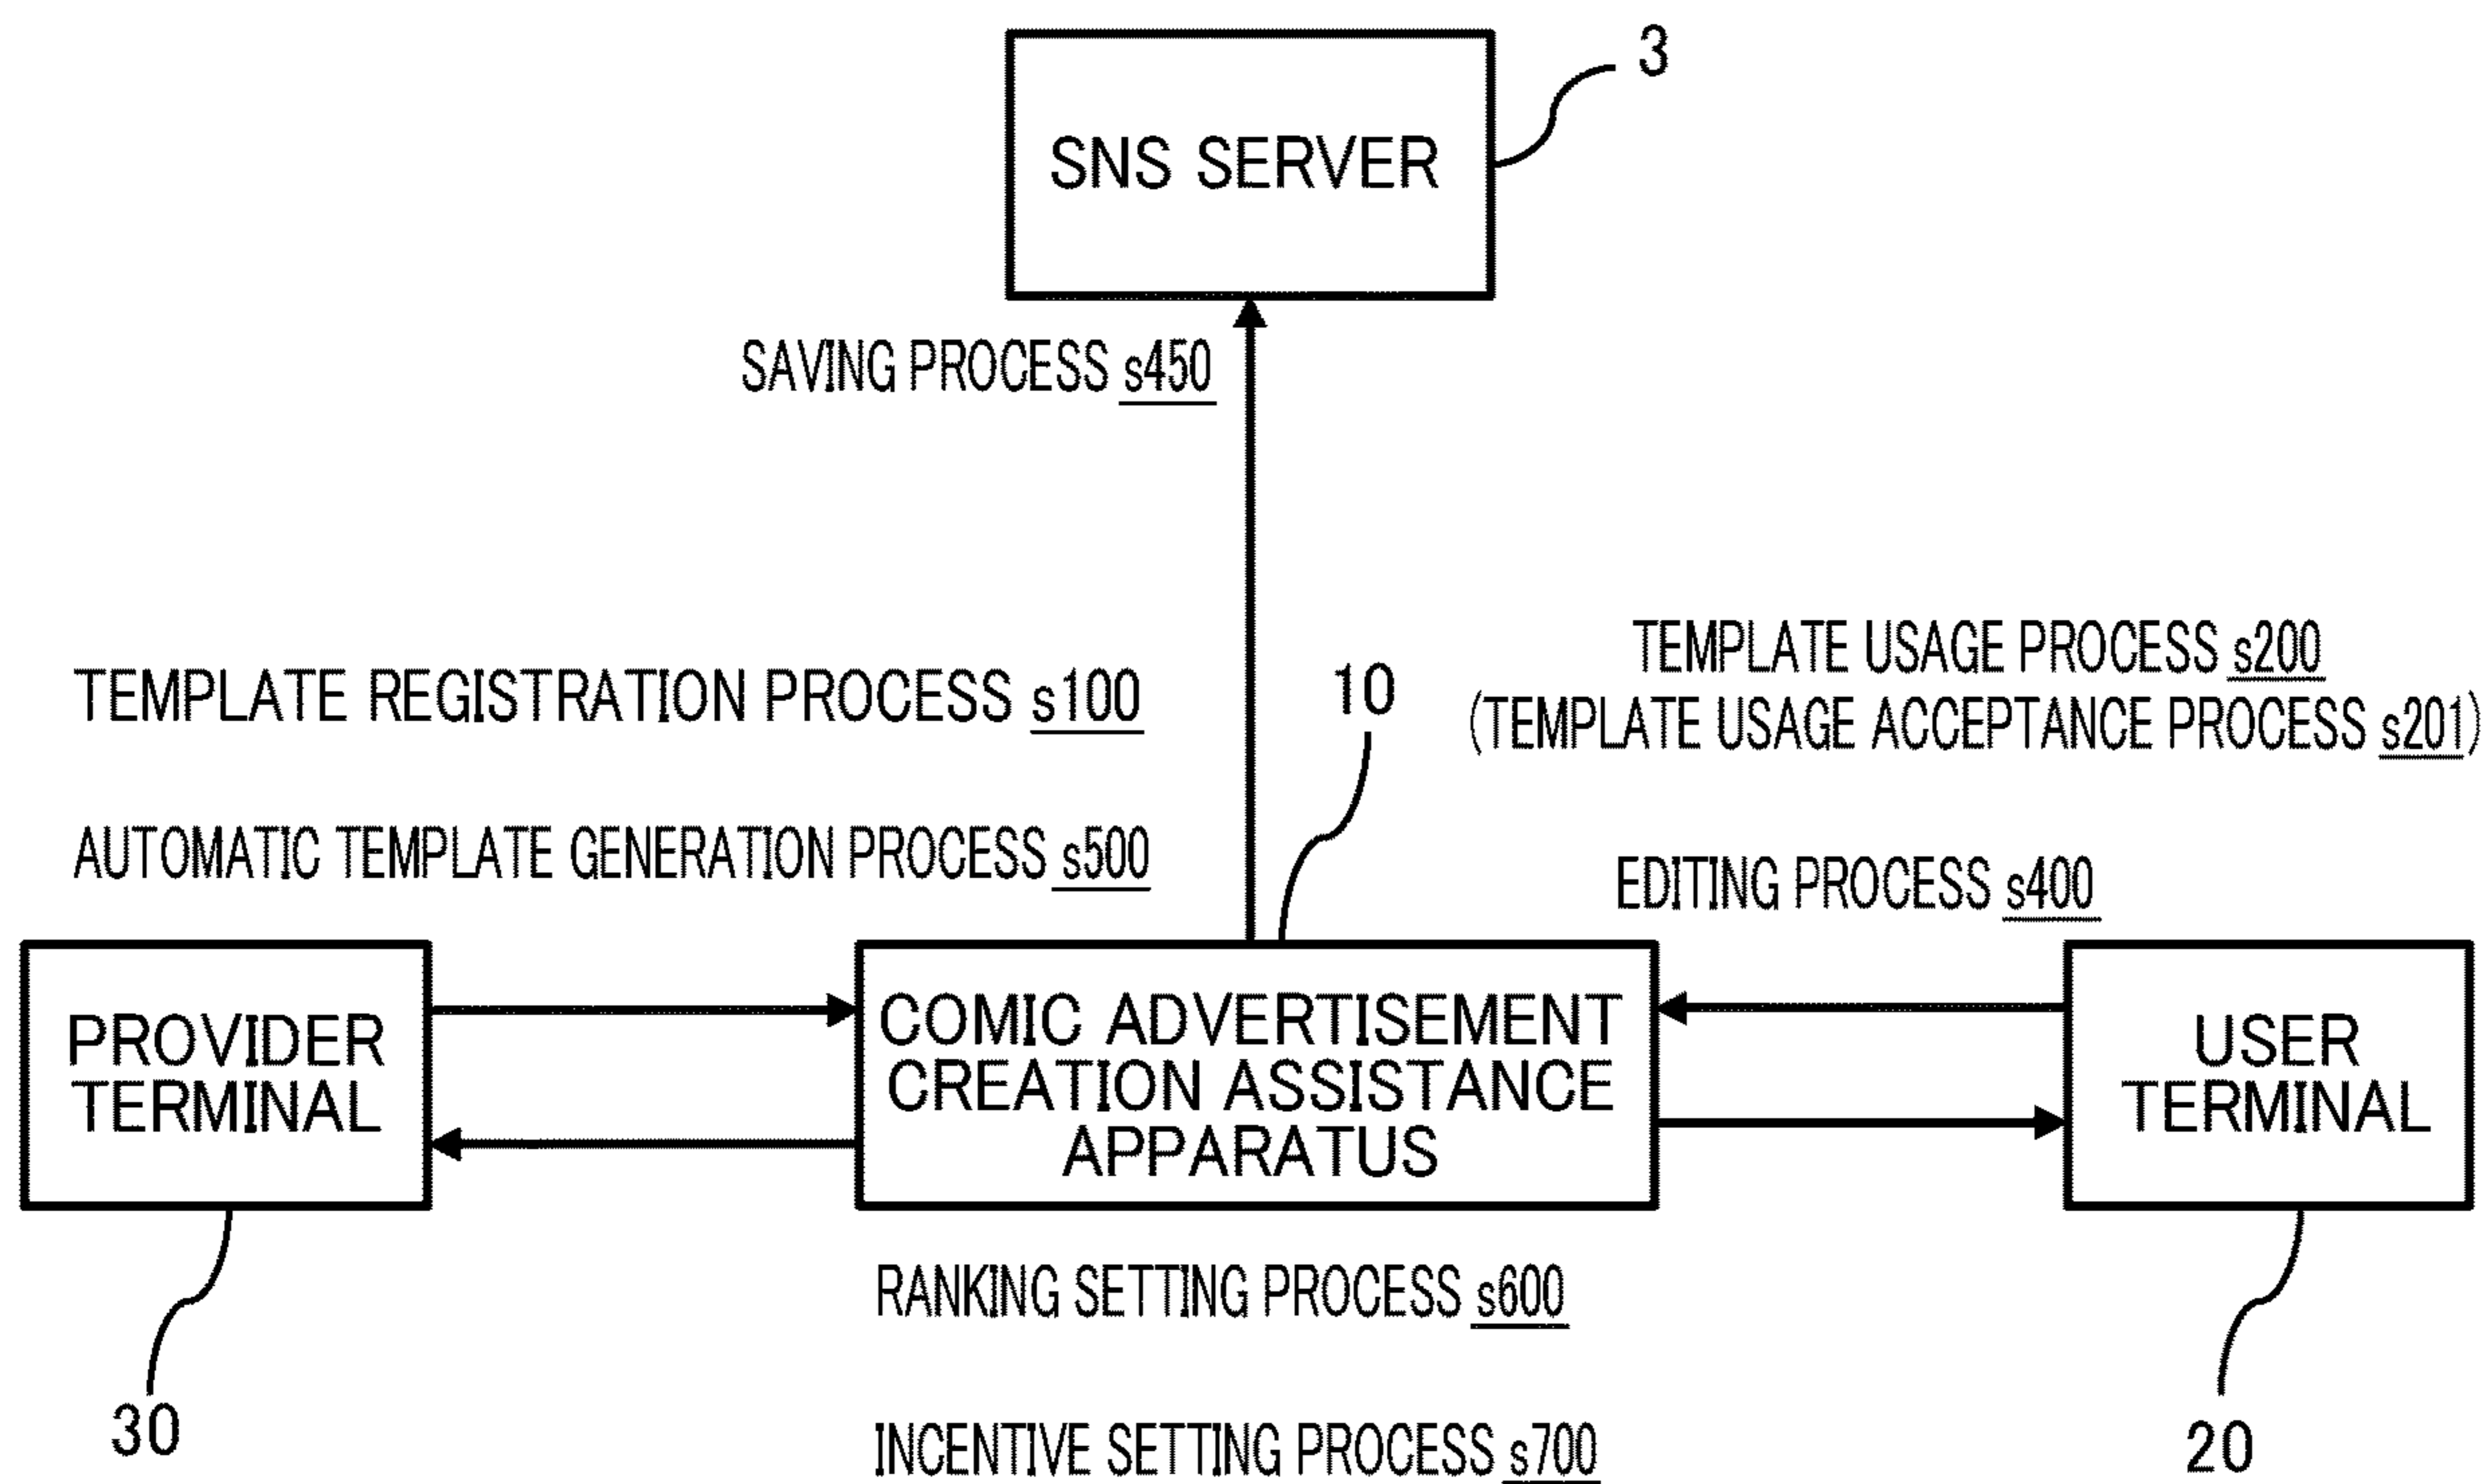 3
SNS SERVER
SAVING PROCESS s450
TEMPLATE REGISTRATION PROCESS s100
10
TEMPLATE USAGE PROCESS s200
(TEMPLATE USAGE ACCEPTANCE PROCESS s201)
AUTOMATIC TEMPLATE GENERATION PROCESS s500
EDITING PROCESS s400
PROVIDER
TERMINAL
COMIC ADVERTISEMENT
CREATION ASSISTANCE
APPARATUS
USER
TERMINAL
RANKING SETTING PROCESS s600
30
INCENTIVE SETTING PROCESS s700
20